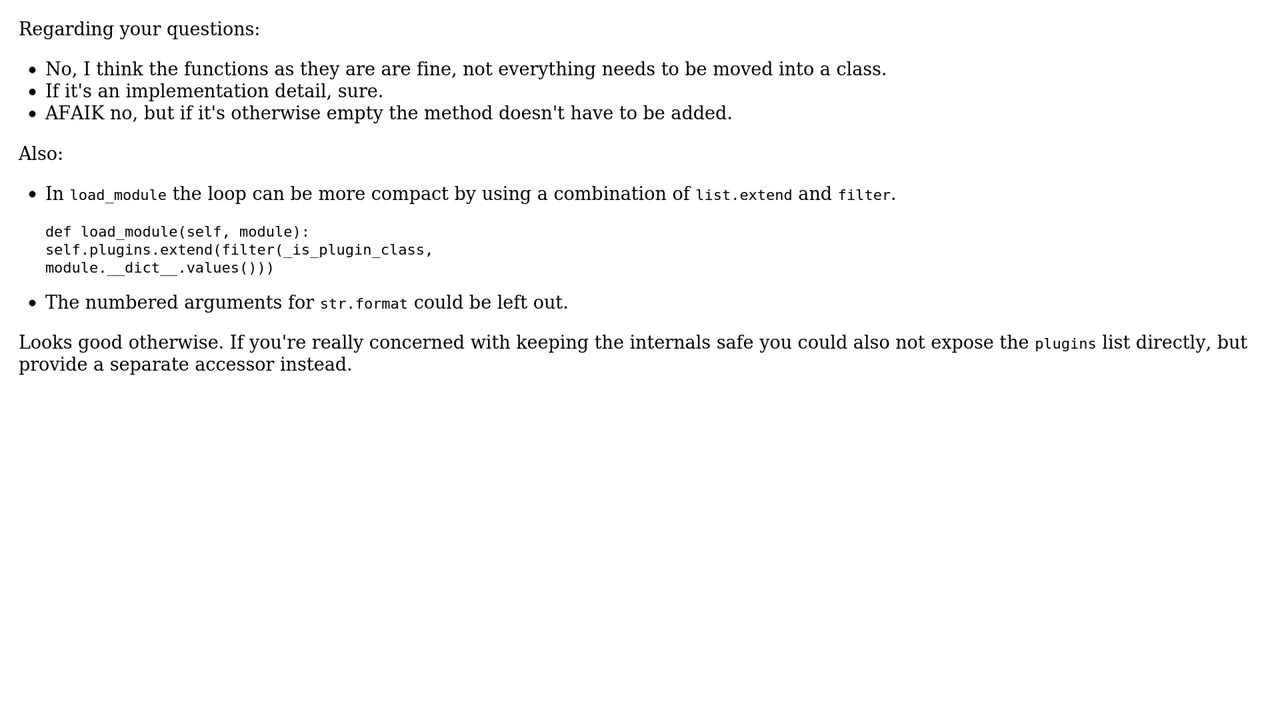 Regarding your questions:
• No, I think the functions as they are are fine, not everything needs to be moved into a class.
• If it's an implementation detail, sure.
• AFAIK no, but if it's otherwise empty the method doesn't have to be added.
Also:
• In load_module the loop can be more compact by using a combination of list.extend and filter.
def load_module(self, module):
self.plugins.extend(filter(_is_plugin_class,
module.__dict__.values()))
• The numbered arguments for str.format could be left out.
Looks good otherwise. If you're really concerned with keeping the internals safe you could also not expose the plugins list directly, but
provide a separate accessor instead.